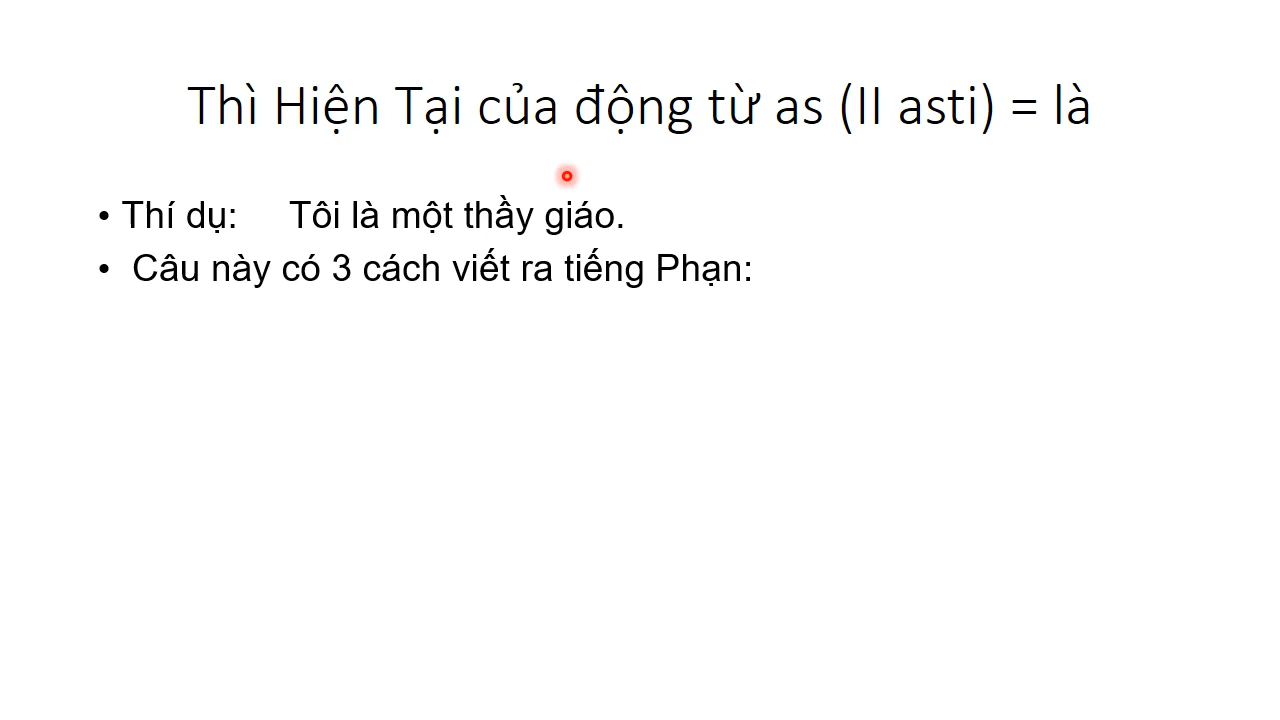 Thì Hiện Tại của động từ as (II asti) = là
• Thí dụ: Tôi là một thầy giáo.
• Câu này có 3 cách viết ra tiếng Phạn: